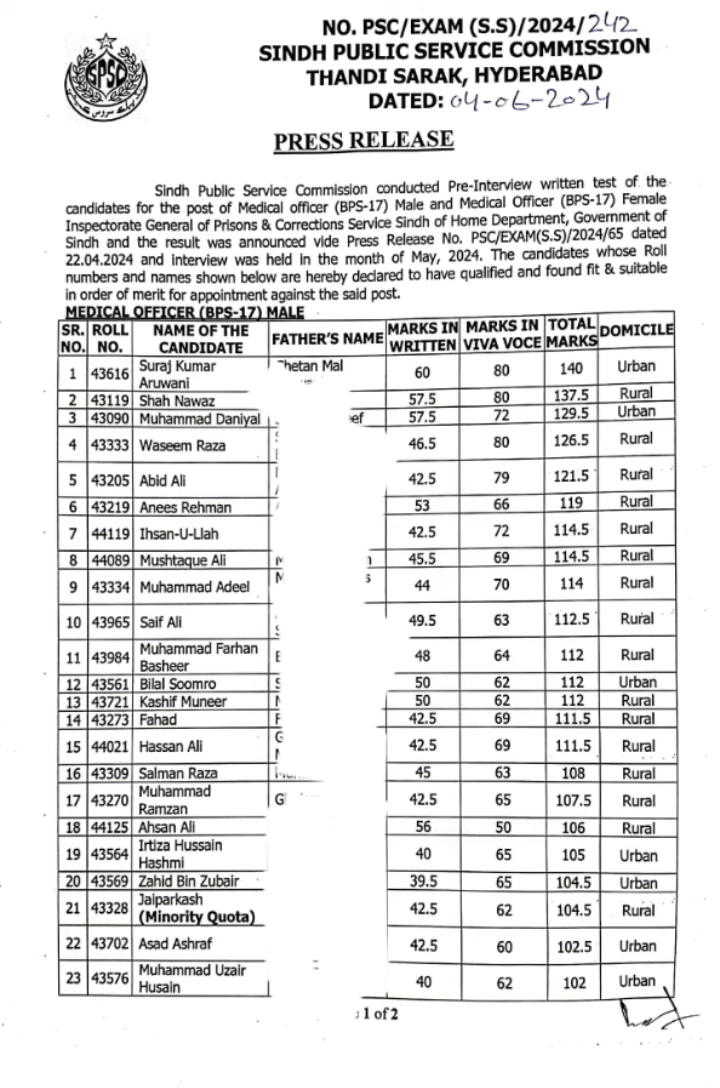 NO. PSC/EXAM (S.S)/2024/242
SINDH PUBLIC SERVICE COMMISSION
THANDI SARAK, HYDERABAD
DATED: 04-06-2024
SPSC
PRESS RELEASE
Sindh Public Service Commission conducted Pre-Interview written test of the
candidates for the post of Medical officer (BPS-17) Male and Medical Officer (BPS-17) Female
Inspectorate General of Prisons & Corrections Service Sindh of Home Department, Government of
Sindh and the result was announced vide Press Release No. PSC/EXAM(S.S)/2024/65 dated
22.04.2024 and interview was held in the month of May, 2024. The candidates whose Roll
numbers and names shown below are hereby declared to have qualified and found fit & suitable
in order of merit for appointment against the said post.
MEDICAL OFFICER (BPS-17) MALE
SR. NO. ROLL NO. NAME OF THE CANDIDATE FATHER'S NAME MARKS IN WRITTEN MARKS IN VIVA VOCE TOTAL MARKS DOMICILE
1 43616 Suraj Kumar Aruwani Mal 60 80 140 Urban
2 43119 Shah Nawaz 57.5 80 137.5 Rural
3 43090 Muhammad Daniyal 57.5 72 129.5 Urban
4 43333 Waseem Raza 46.5 80 126.5 Rural
5 43205 Abid Ali 42.5 79 121.5 Rural
6 43219 Anees Rehman 53 66 119 Rural
7 44119 Ihsan-U-Llah 42.5 72 114.5 Rural
8 44089 Mushtaque Ali 45.5 69 114.5 Rural
9 43334 Muhammad Adeel 44 70 114 Rural
10 43965 Saif Ali 49.5 63 112.5 Rural
11 43984 Muhammad Farhan Basheer 48 64 112 Rural
12 43561 Bilal Soomro 50 62 112 Urban
13 43721 Kashif Muneer 50 62 112 Rural
14 43273 Fahad 42.5 69 111.5 Rural
15 44021 Hassan Ali 42.5 69 111.5 Rural
16 43309 Salman Raza 45 63 108 Rural
17 43270 Muhammad Ramzan 42.5 65 107.5 Rural
18 44125 Ahsan Ali 56 50 106 Rural
19 43564 Irtiza Hussain Hashmi 40 65 105 Urban
20 43569 Zahid Bin Zubair 39.5 65 104.5 Urban
21 43328 Jaiparkash (Minority Quota) 42.5 62 104.5 Rural
22 43702 Asad Ashraf 42.5 60 102.5 Urban
23 43576 Muhammad Uzair Husain 40 62 102 Urban
1 of 2